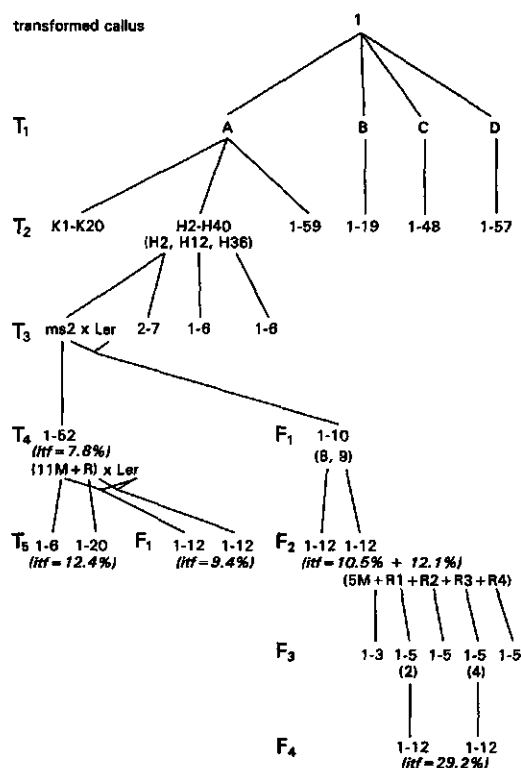 transformed callus 1
T1 A B C D
T2 K1-K20 H2-H40 1-59 1-19 1-48 1-57
(H2, H12, H36)
T3 ms2 x Ler 2-7 1-6 1-6
T4 1-62 F1 1-10
(itf = 7.8%) (8, 9)
(11M + R) x Ler
T5 1-6 1-20 F1 1-12 1-12 F2 1-12 1-12
(itf = 12.4%) (itf = 9.4%) (itf = 10.5% + 12.1%)
(5M + R1 + R2 + R3 + R4)
F3 1-3 1-5 1-5 1-5 1-5
(2) (4)
F4 1-12 1-12
(itf = 29.2%)